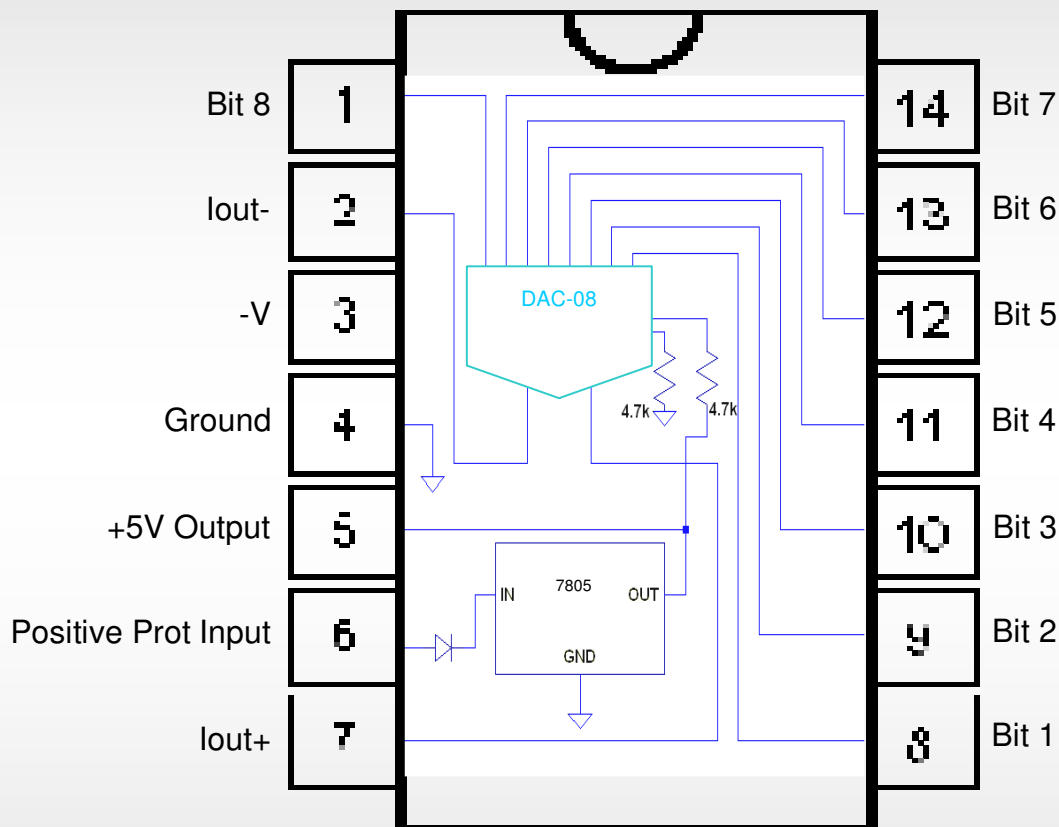 Bit 8 1 14 Bit 7
Iout- 2 13 Bit 6
DAC-08
-V 3 12 Bit 5
4.7k 4.7k
Ground 4 11 Bit 4
+5V Output 5 10 Bit 3
7805
IN OUT
Positive Prot Input 6 9 Bit 2
GND
Iout+ 7 8 Bit 1